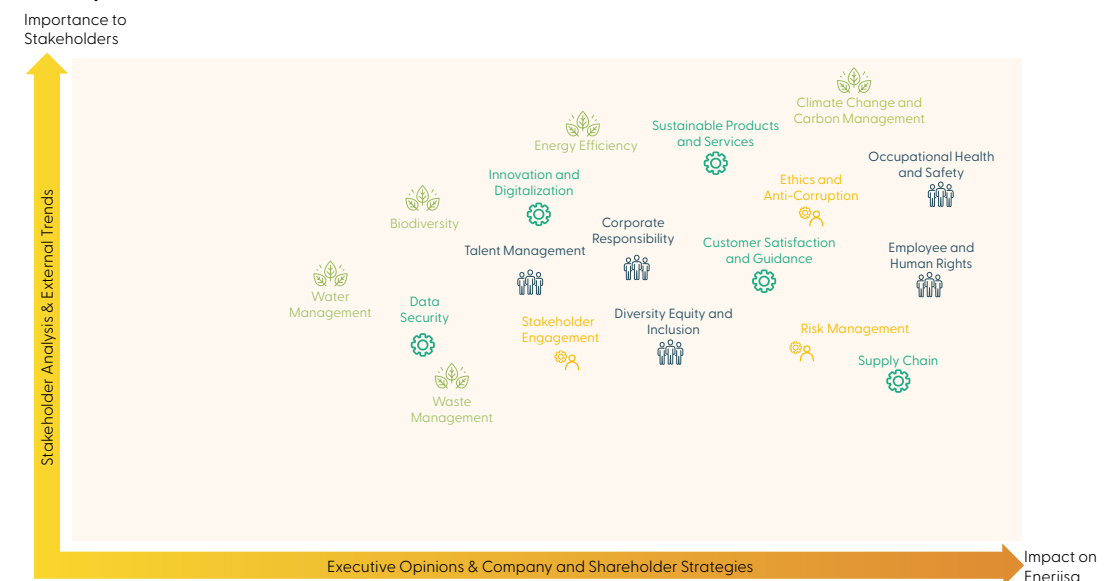 Importance to
Stakeholders
Climate Change and
Carbon Management
Sustainable Products
and Services
Energy Efficiency
Occupational Health
and Safety
Innovation and
Digitalization
Ethics and
Anti-Corruption
Biodiversity
Corporate
Responsibility
Talent Management
Customer Satisfaction
and Guidance
Employee and
Human Rights
Water
Management
Data
Security
Stakeholder
Engagement
Diversity Equity and
Inclusion
Risk Management
Supply Chain
Waste
Management
Stakeholder Analysis & External Trends
Executive Opinions & Company and Shareholder Strategies
Impact on
Enerjisa